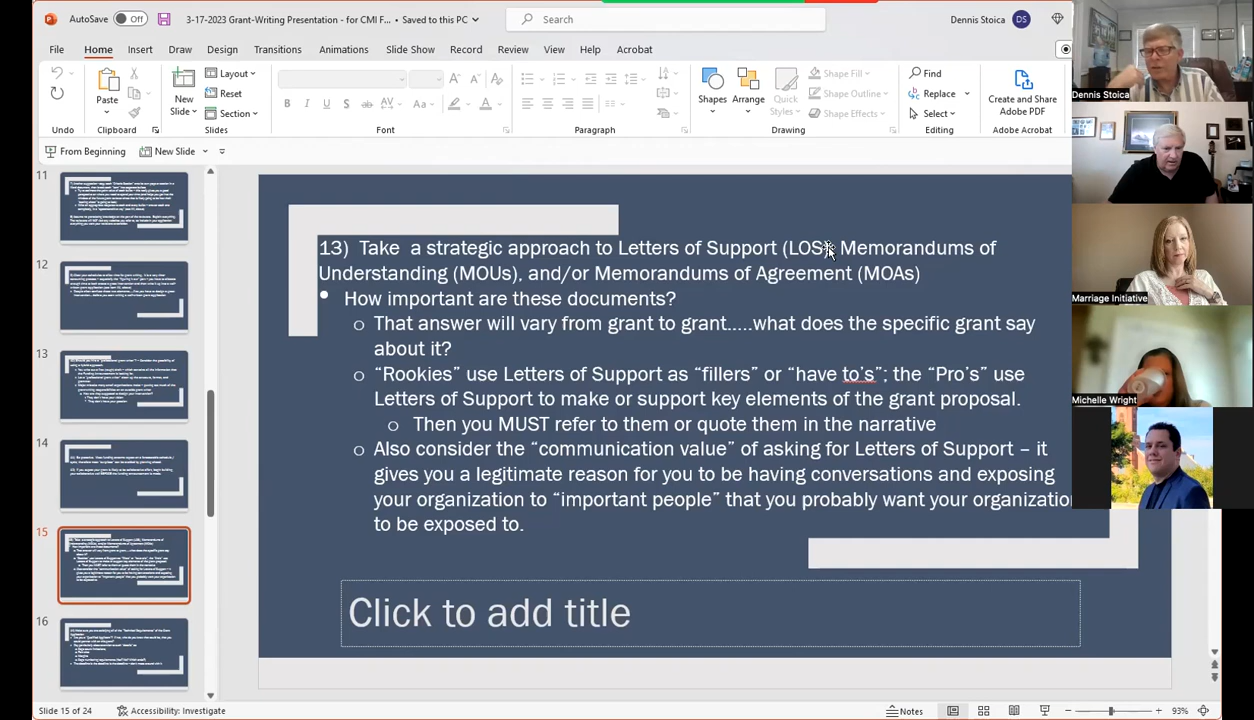 AutoSave
Off
3-17-2023 Grant-Writing Presentation - for CMI F... • Saved to this PC
Search
Dennis Stoica
DS
File
Home
Insert
Draw
Design
Transitions
Animations
Slide Show
Record
Review
View
Help
Acrobat
Paste
New
Slide
Layout
Reset
Section
Shapes
Arrange
Quick
Styles
Shape Fill
Shape Outline
Shape Effects
Find
Replace
Select
Create and Share
Adobe PDF
Undo
Clipboard
Slides
Font
Paragraph
Drawing
Editing
Adobe Acrobat
From Beginning
New Slide
11
12
13
14
15
16
13) Take a strategic approach to Letters of Support (LOS), Memorandums of
Understanding (MOUs), and/or Memorandums of Agreement (MOAs)
• How important are these documents?
o That answer will vary from grant to grant.....what does the specific grant say
about it?
o “Rookies” use Letters of Support as “fillers” or “have to’s”; the “Pro’s” use
Letters of Support to make or support key elements of the grant proposal.
o Then you MUST refer to them or quote them in the narrative
o Also consider the “communication value” of asking for Letters of Support – it
gives you a legitimate reason for you to be having conversations and exposing
your organization to “important people” that you probably want your organizatio
to be exposed to.
Click to add title
Dennis Stoica
Marriage Initiative
Michelle Wright
Slide 15 of 24
Accessibility: Investigate
Notes
93%